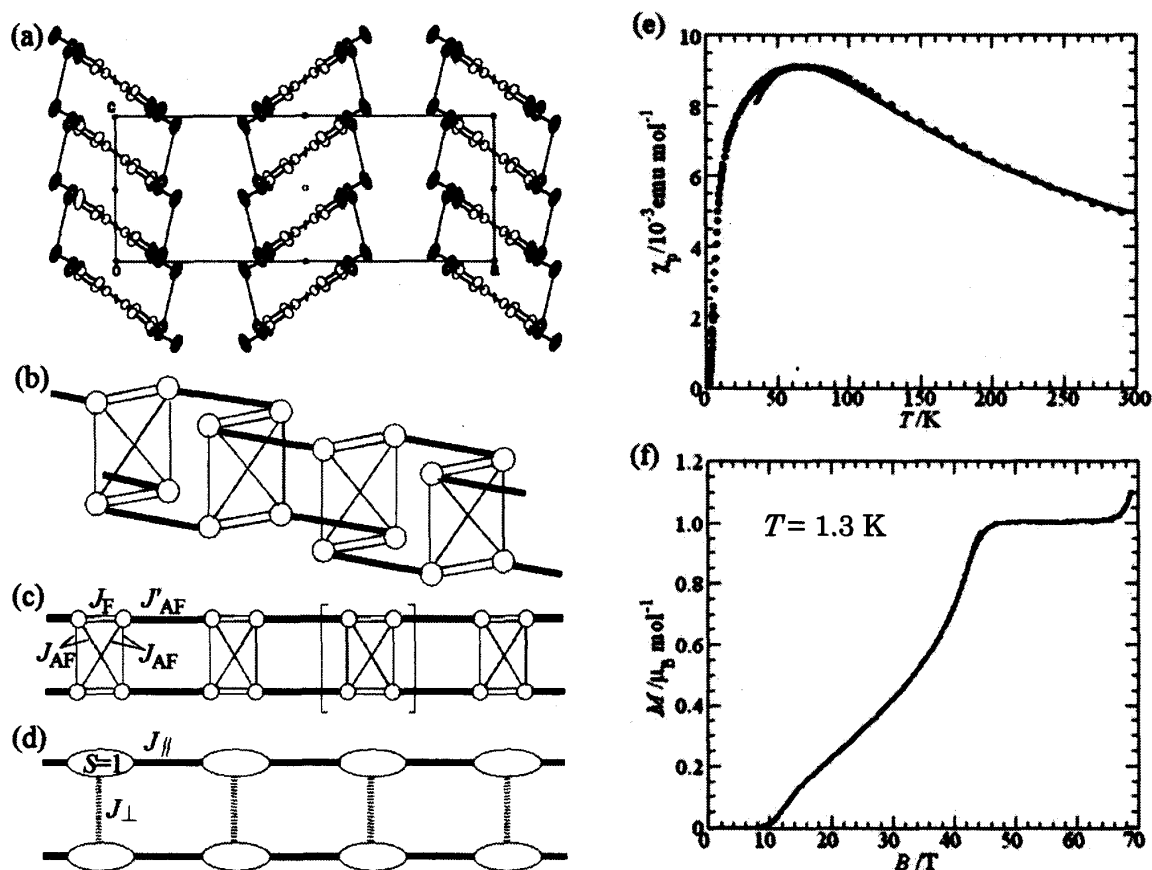 (a)
c
o
a
(b)
(c)
J_F J'_AF
J_AF J_AF
(d)
J_∥
S=1
J_⊥
(e)
10
8
6
4
2
0
χ_p/10^-3 emu mol^-1
0 50 100 150 200 250 300
T/K
(f)
1.2
1.0
0.8
0.6
0.4
0.2
0
M/μ_B mol^-1
T = 1.3 K
0 10 20 30 40 50 60 70
B/T